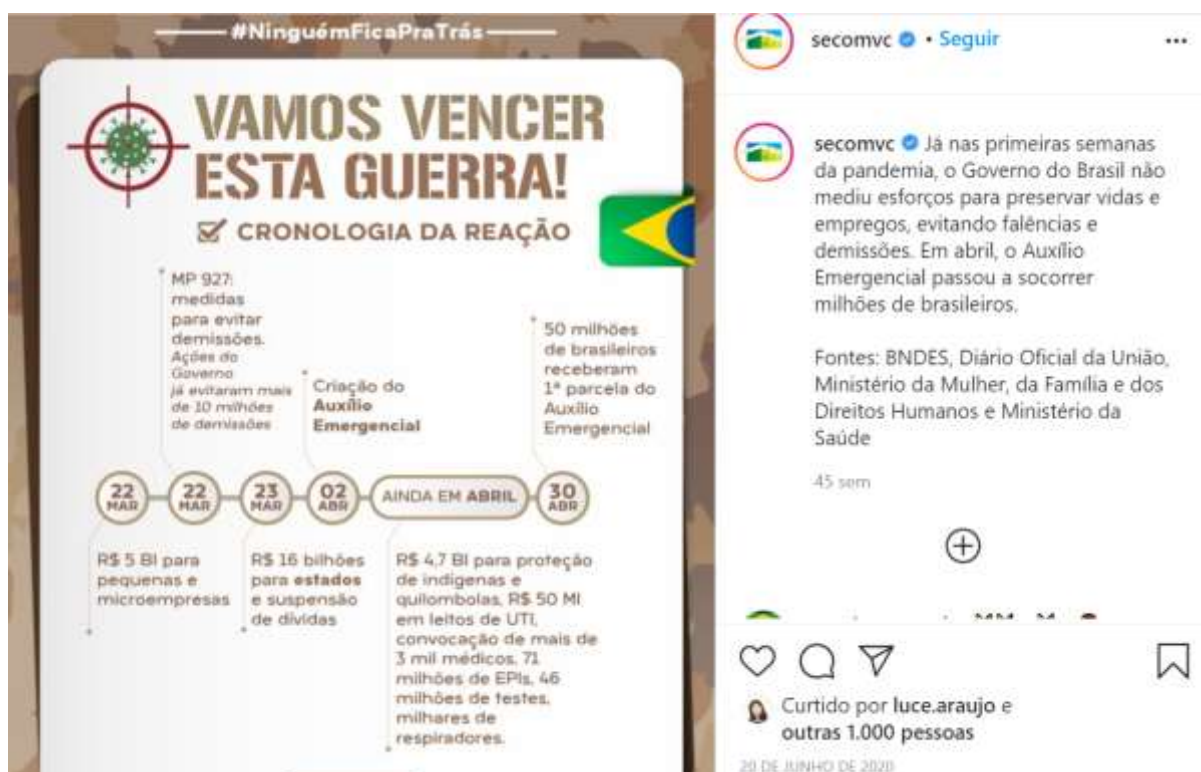 #NinguémFicaPraTrás
VAMOS VENCER
ESTA GUERRA!
CRONOLOGIA DA REAÇÃO
MP 927:
medidas
para evitar
demissões.
Ações do
Governo
já evitaram mais
de 10 milhões
de demissões
Criação do
Auxílio
Emergencial
50 milhões
de brasileiros
receberam
1ª parcela do
Auxílio
Emergencial
22
MAR
22
MAR
23
MAR
02
ABR
AINDA EM ABRIL
30
ABR
R$ 5 BI para
pequenas e
microempresas
R$ 16 bilhões
para estados
e suspensão
de dívidas
R$ 4,7 BI para proteção
de indígenas e
quilombolas, R$ 50 MI
em leitos de UTI,
convocação de mais de
3 mil médicos, 71
milhões de EPIs, 46
milhões de testes,
milhares de
respiradores.
secomvc • Seguir
secomvc Já nas primeiras semanas
da pandemia, o Governo do Brasil não
mediu esforços para preservar vidas e
empregos, evitando falências e
demissões. Em abril, o Auxílio
Emergencial passou a socorrer
milhões de brasileiros.
Fontes: BNDES, Diário Oficial da União,
Ministério da Mulher, da Família e dos
Direitos Humanos e Ministério da
Saúde
45 sem
Curtido por luce.araujo e
outras 1.000 pessoas
20 DE JUNHO DE 2020